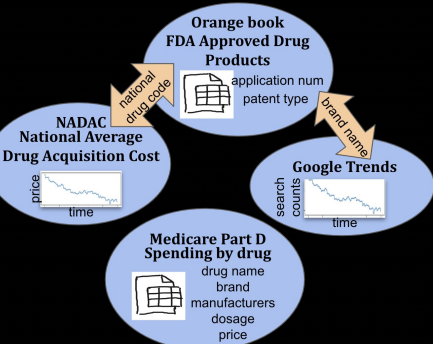 Orange book
FDA Approved Drug
Products
application num
patent type
national
drug code
brand name
NADAC
National Average
Drug Acquisition Cost
price
time
Google Trends
search
counts
time
Medicare Part D
Spending by drug
drug name
brand
manufacturers
dosage
price